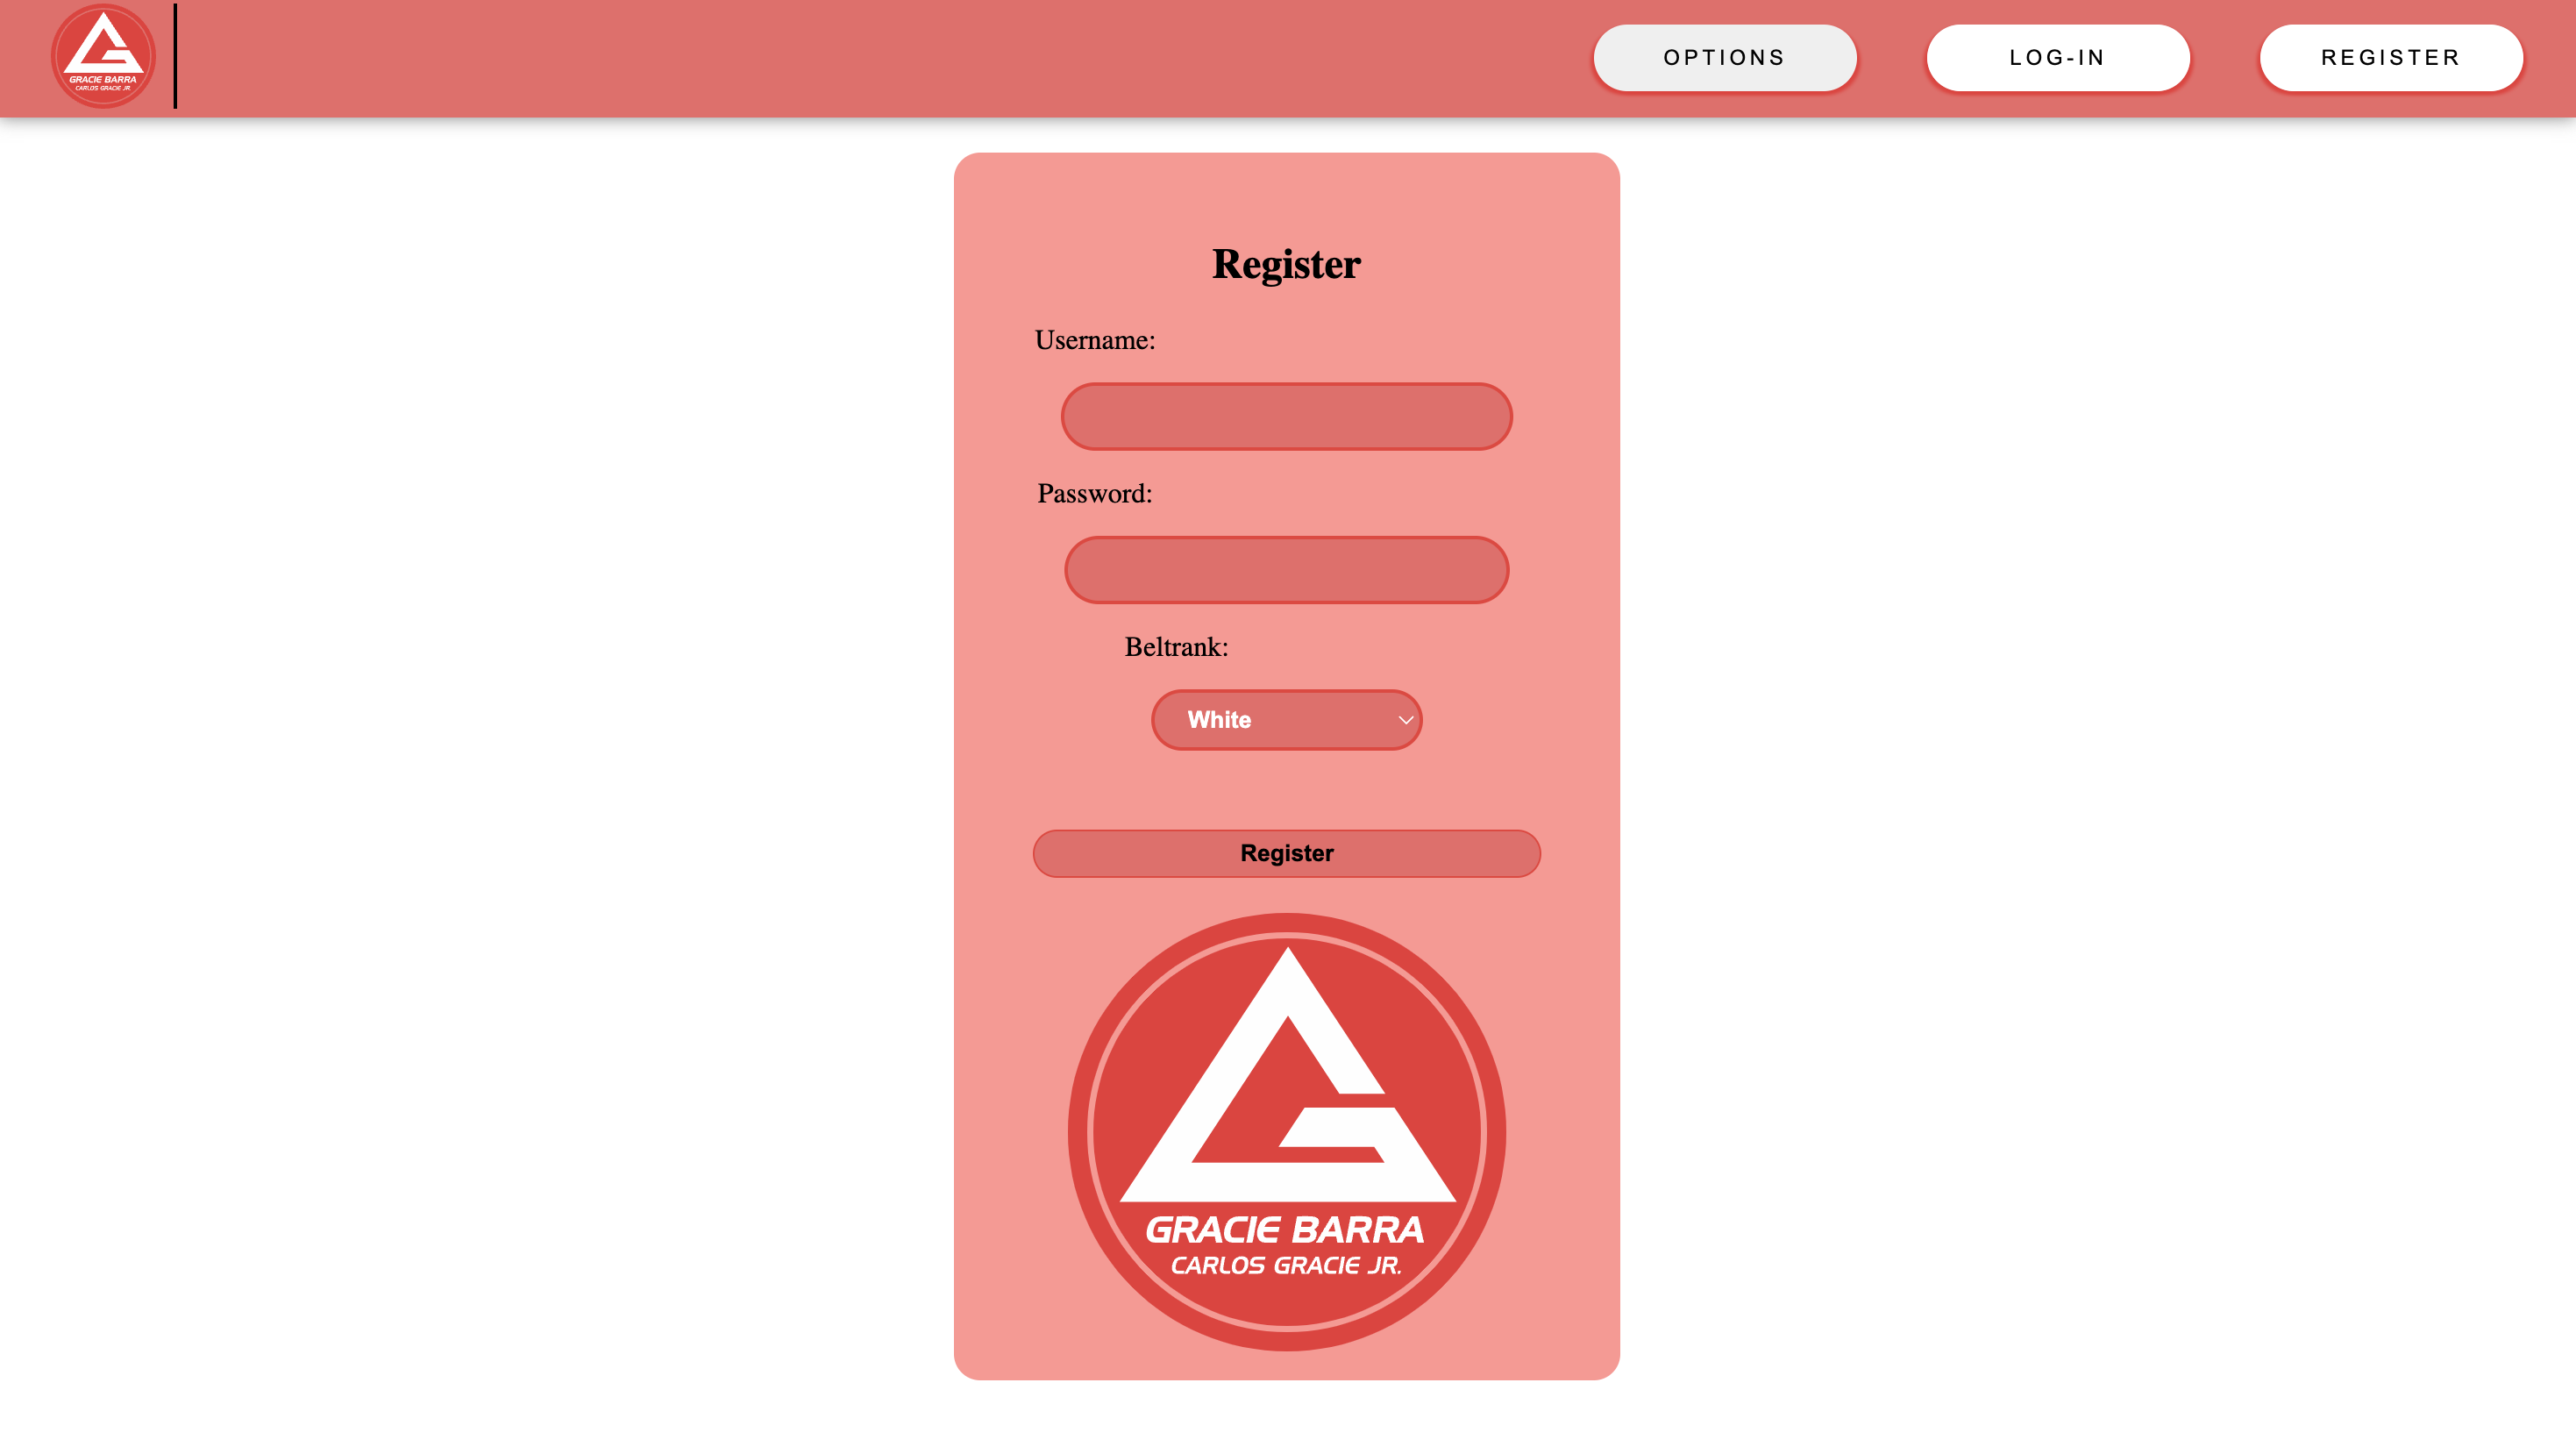 GRACIE BARRA
CARLOS GRACIE JR.
OPTIONS
LOG-IN
REGISTER
Register
Username:
Password:
Beltrank:
White
Register
GRACIE BARRA
CARLOS GRACIE JR.